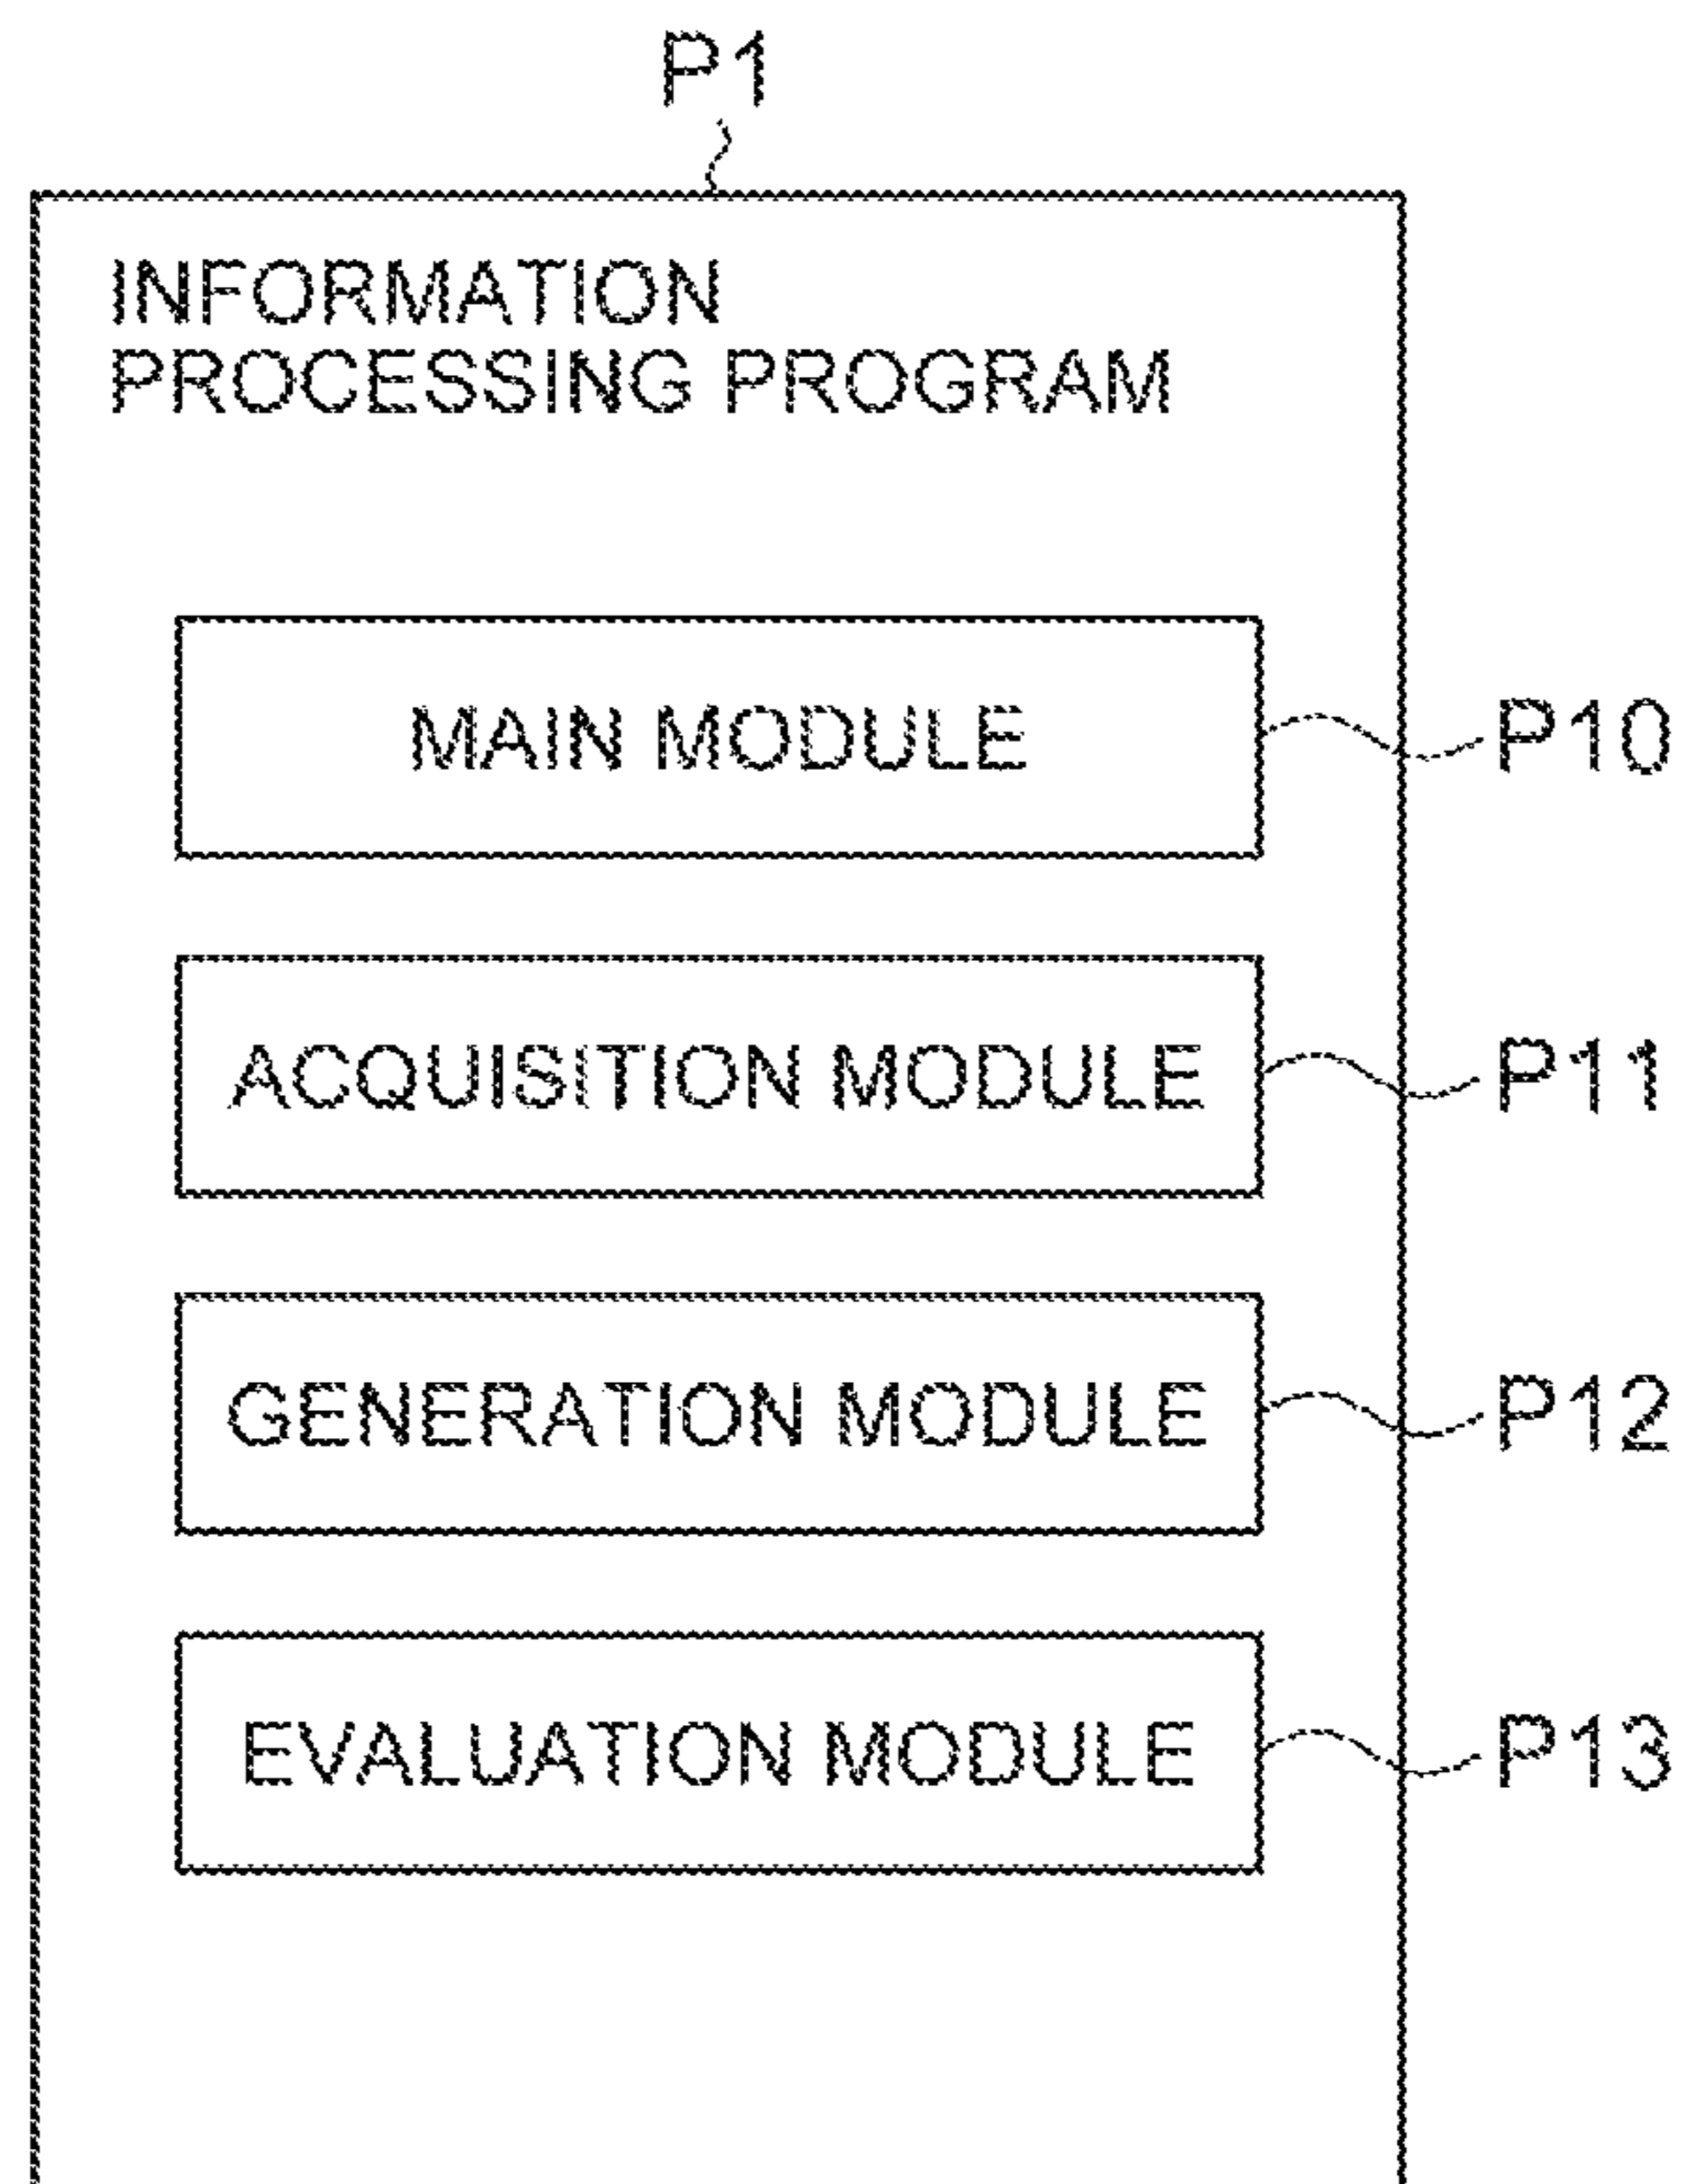 P1
INFORMATION
PROCESSING PROGRAM
MAIN MODULE
P10
ACQUISITION MODULE
P11
GENERATION MODULE
P12
EVALUATION MODULE
P13